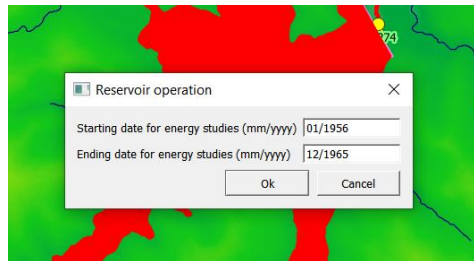 274
Reservoir operation
Starting date for energy studies (mm/yyyy) 01/1956
Ending date for energy studies (mm/yyyy) 12/1965
Ok Cancel